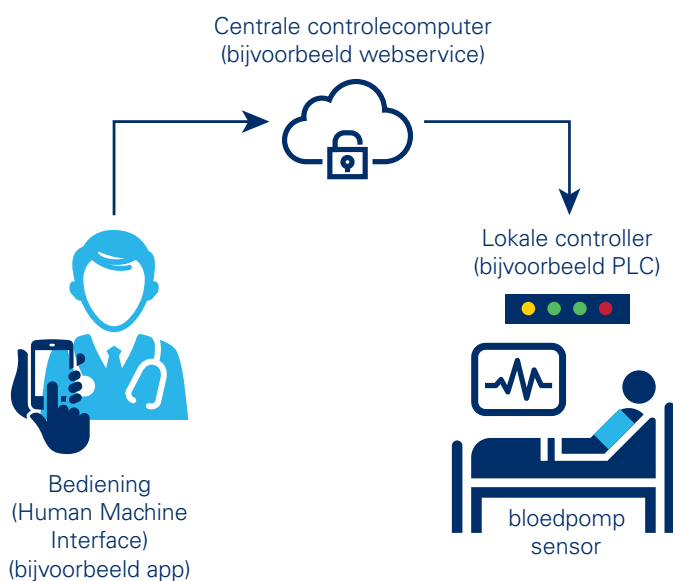 Centrale controlecomputer
(bijvoorbeeld webservice)
Lokale controller
(bijvoorbeeld PLC)
Bediening
(Human Machine
Interface)
(bijvoorbeeld app)
bloedpomp
sensor